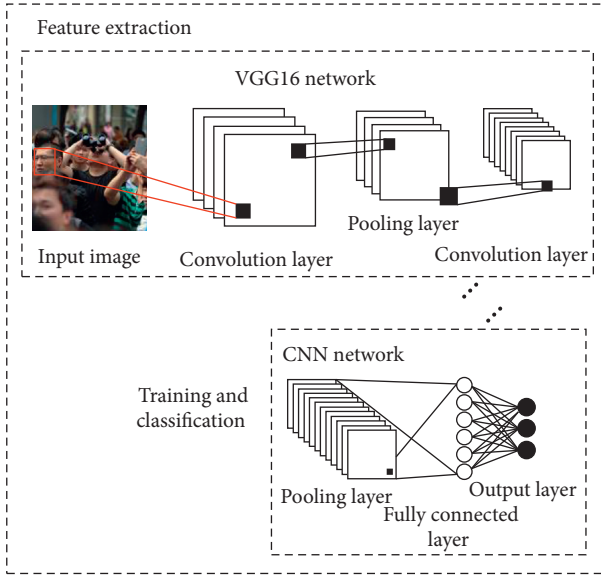 Feature extraction
VGG16 network
Input image
Convolution layer
Pooling layer
Convolution layer
CNN network
Training and
classification
Pooling layer
Fully connected
layer
Output layer